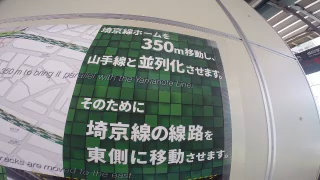 埼京線ホームを
350m移動し、
山手線と並列化させます。
350m to bring it parallel with the Yamanote Line.
そのために
埼京線の線路を
東側に移動させます。
racks are moved to the east.